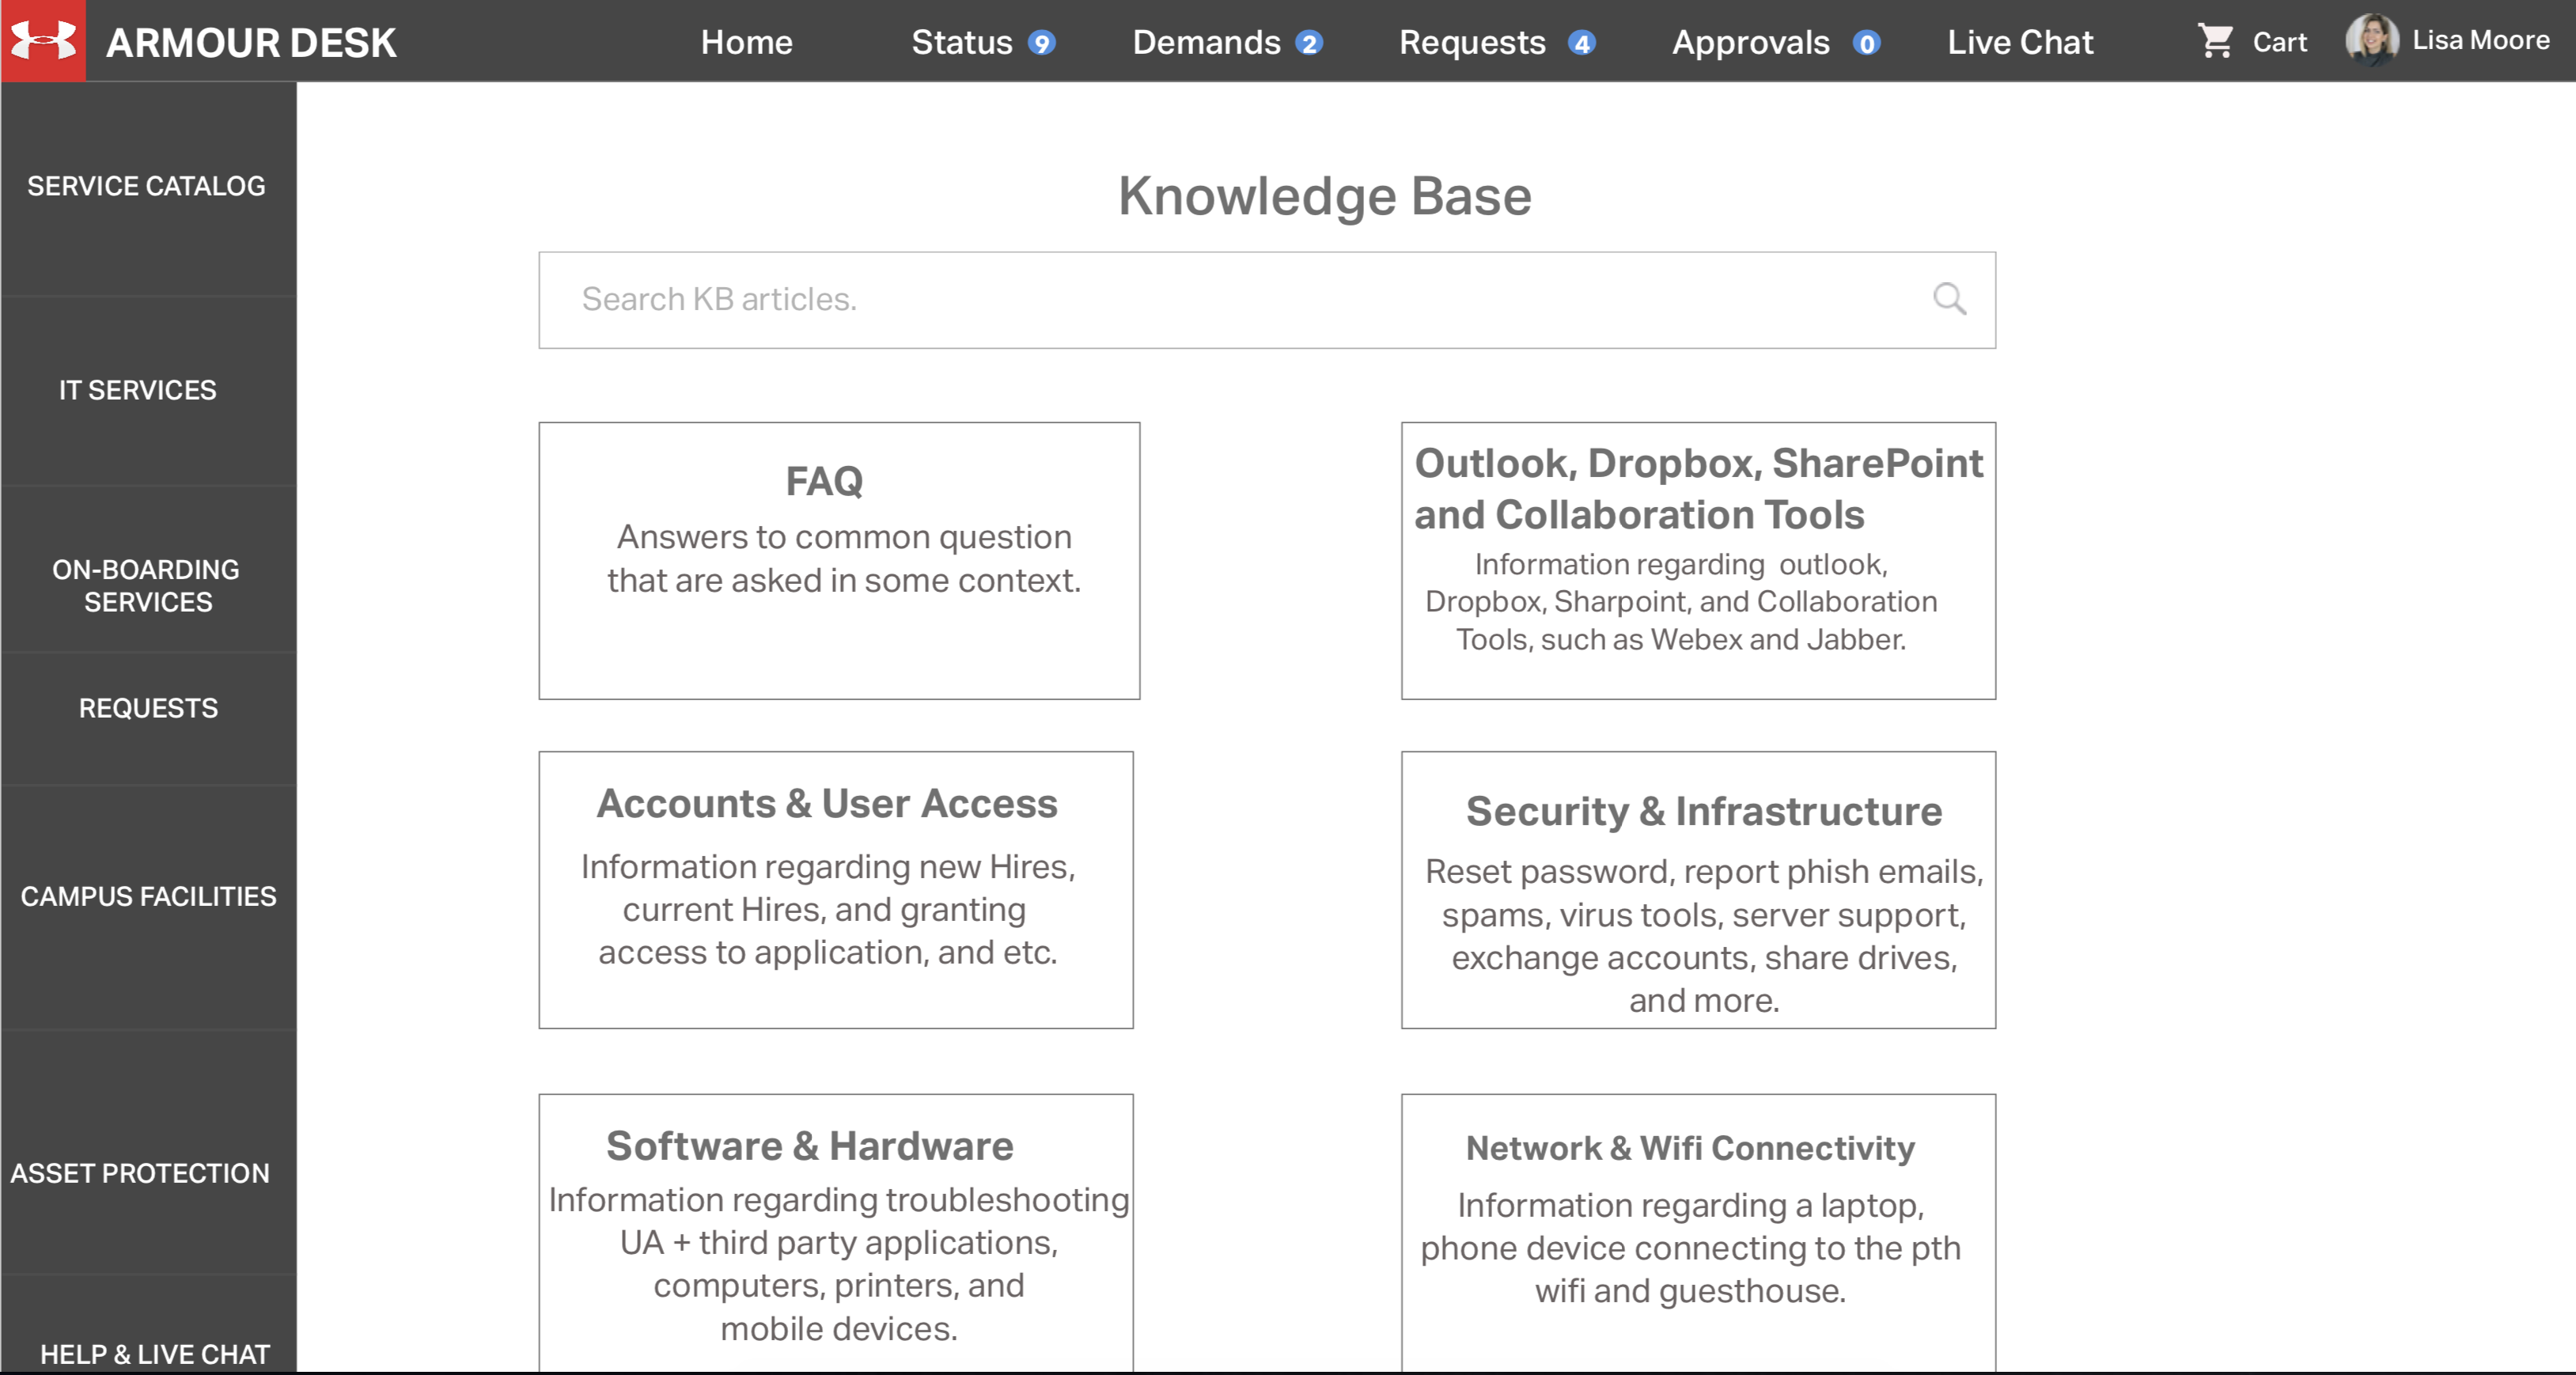 ARMOUR DESK
Home
Status 9
Demands 2
Requests 4
Approvals 0
Live Chat
Cart
Lisa Moore
SERVICE CATALOG
IT SERVICES
ON-BOARDING
SERVICES
REQUESTS
CAMPUS FACILITIES
ASSET PROTECTION
HELP & LIVE CHAT
Knowledge Base
Search KB articles.
FAQ
Answers to common question
that are asked in some context.
Outlook, Dropbox, SharePoint
and Collaboration Tools
Information regarding outlook,
Dropbox, Sharpoint, and Collaboration
Tools, such as Webex and Jabber.
Accounts & User Access
Information regarding new Hires,
current Hires, and granting
access to application, and etc.
Security & Infrastructure
Reset password, report phish emails,
spams, virus tools, server support,
exchange accounts, share drives,
and more.
Software & Hardware
Information regarding troubleshooting
UA + third party applications,
computers, printers, and
mobile devices.
Network & Wifi Connectivity
Information regarding a laptop,
phone device connecting to the pth
wifi and guesthouse.